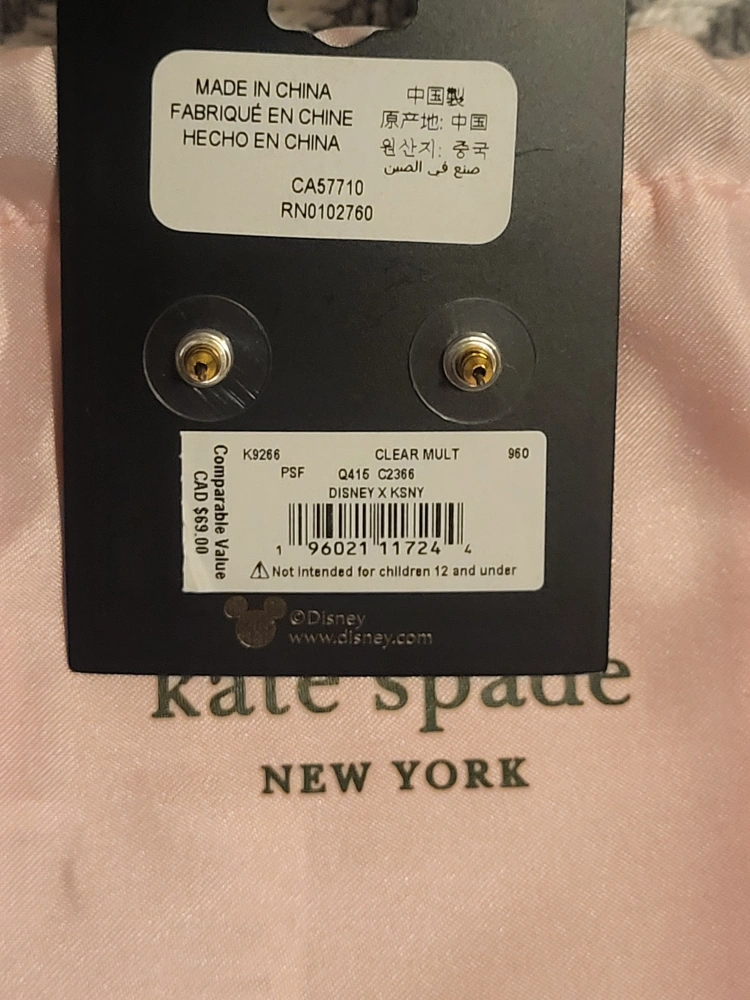 MADE IN CHINA
FABRIQUÉ EN CHINE
HECHO EN CHINA
中国製
原产地: 中国
원산지: 중국
صنع في الصين
CA57710
RN0102760
K9266 CLEAR MULT 960
PSF Q415 C2366
DISNEY X KSNY
1 96021 11724 4
Not intended for children 12 and under
Comparable Value
CAD $69.00
©Disney
www.disney.com
kate spade
NEW YORK